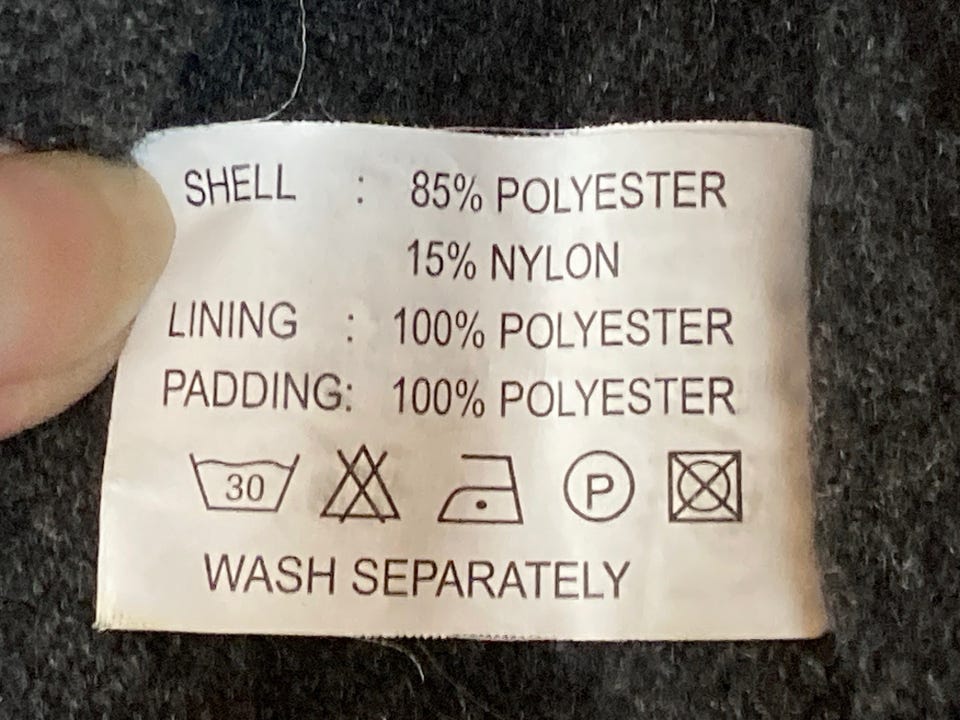 SHELL : 85% POLYESTER
15% NYLON
LINING : 100% POLYESTER
PADDING: 100% POLYESTER
30 P
WASH SEPARATELY